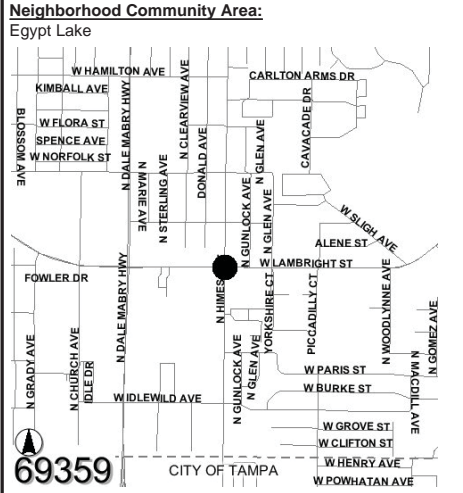 Neighborhood Community Area:
Egypt Lake
W HAMILTON AVE
CARLTON ARMS DR
KIMBALL AVE
BLOSSOM AVE
W FLORA ST
SPENCE AVE
W NORFOLK ST
N DALE MABRY HWY
N MARIE AVE
N STERLING AVE
N CLEARVIEW AVE
DONALD AVE
N GUNLOCK AVE
N GLEN AVE
N GLEN AVE
CAVACADE DR
W SLIGH AVE
ALENE ST
W LAMBRIGHT ST
FOWLER DR
N DALE MABRY HWY
N HIMES
YORKSHIRE CT
PICCADILLY CT
N WOODLYNNE AVE
N GOMEZ AVE
N GRADY AVE
N CHURCH AVE
IDLE DR
W IDLEWILD AVE
N GUNLOCK AVE
N GLEN AVE
W PARIS ST
W BURKE ST
N MACDILL AVE
W GROVE ST
W CLIFTON ST
W HENRY AVE
W POWHATAN AVE
CITY OF TAMPA
69359